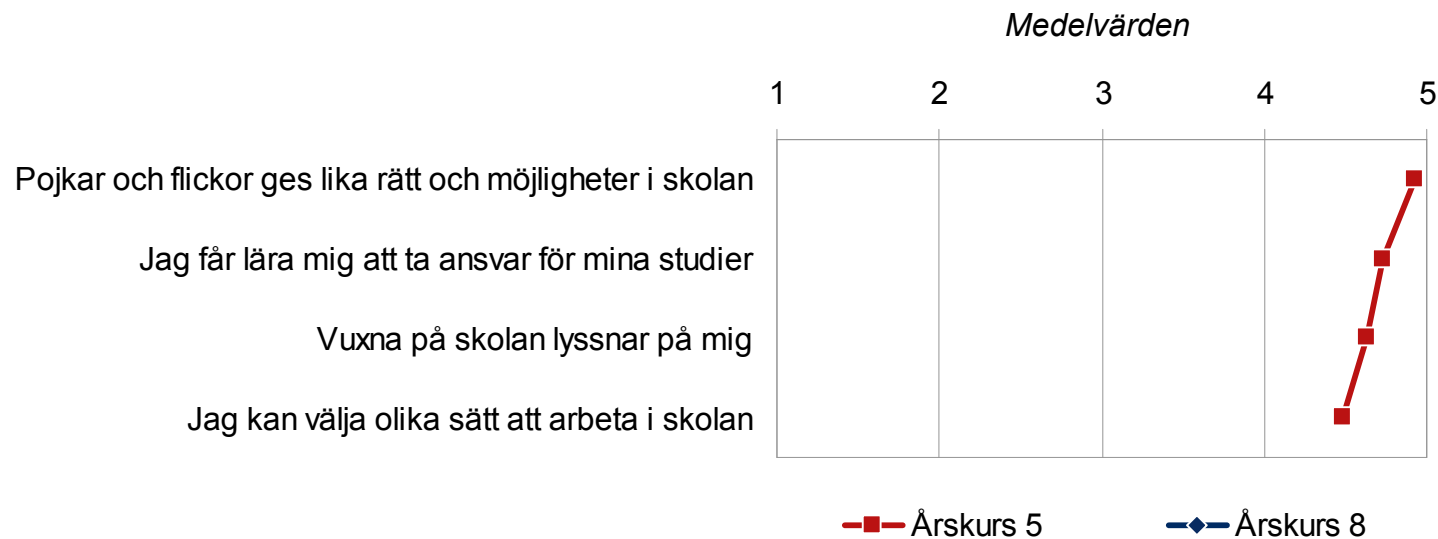 Medelvärden
1 2 3 4 5
Pojkar och flickor ges lika rätt och möjligheter i skolan
Jag får lära mig att ta ansvar för mina studier
Vuxna på skolan lyssnar på mig
Jag kan välja olika sätt att arbeta i skolan
Årskurs 5 Årskurs 8